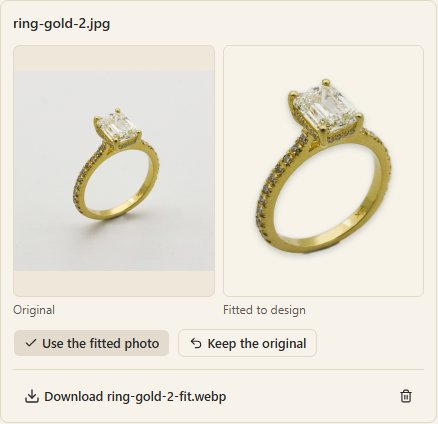 ring-gold-2.jpg
Original
Fitted to design
Use the fitted photo
Keep the original
Download ring-gold-2-fit.webp